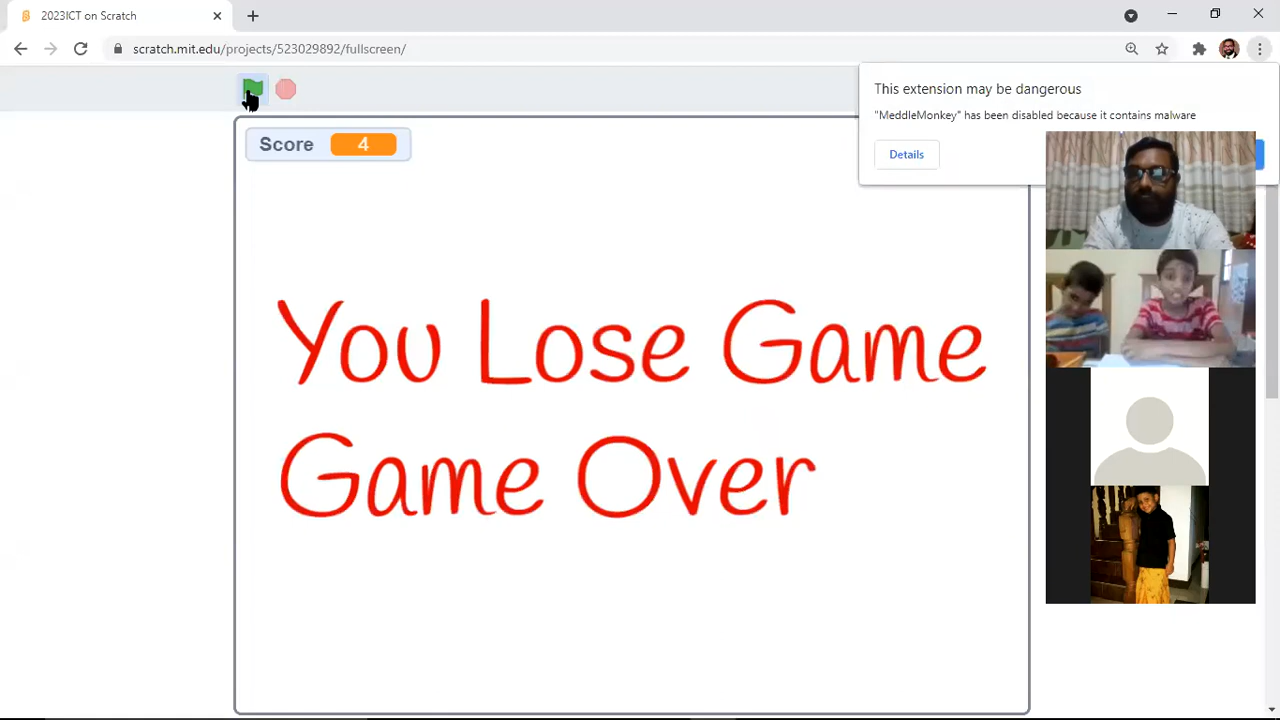 2023ICT on Scratch
scratch.mit.edu/projects/523029892/fullscreen/
This extension may be dangerous
"MeddleMonkey" has been disabled because it contains malware
Details
Score 4
You Lose Game
Game Over